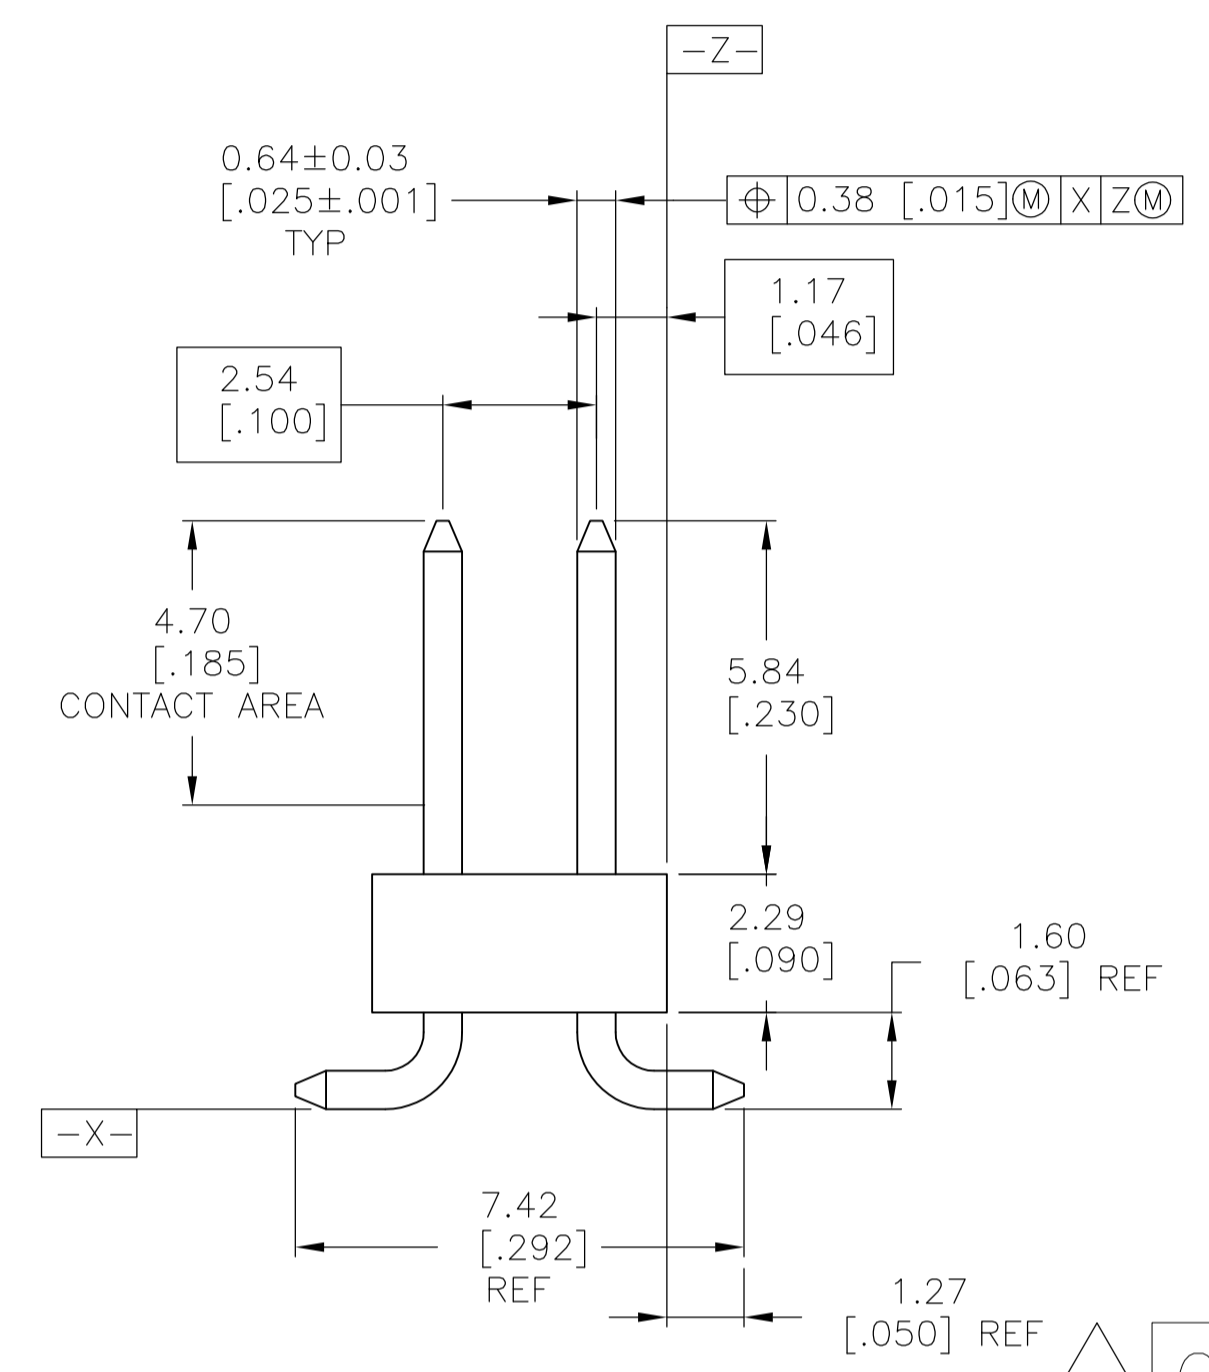 -Z-
0.64±0.03
[.025±.001]
TYP
⌖ 0.38 [.015]Ⓜ X ZⓂ
1.17
[.046]
2.54
[.100]
4.70
[.185]
CONTACT AREA
5.84
[.230]
2.29
[.090]
1.60
[.063] REF
-X-
7.42
[.292]
REF
1.27
[.050] REF